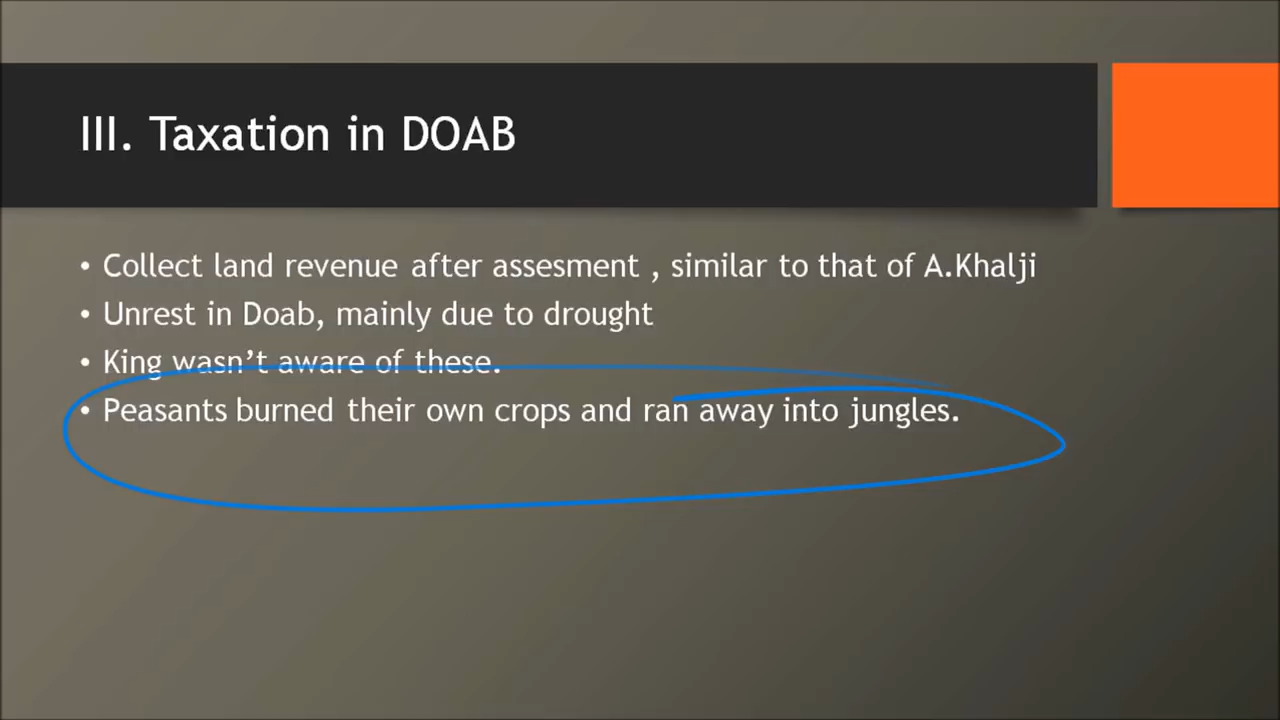 III. Taxation in DOAB
• Collect land revenue after assesment , similar to that of A.Khalji
• Unrest in Doab, mainly due to drought
• King wasn’t aware of these.
• Peasants burned their own crops and ran away into jungles.